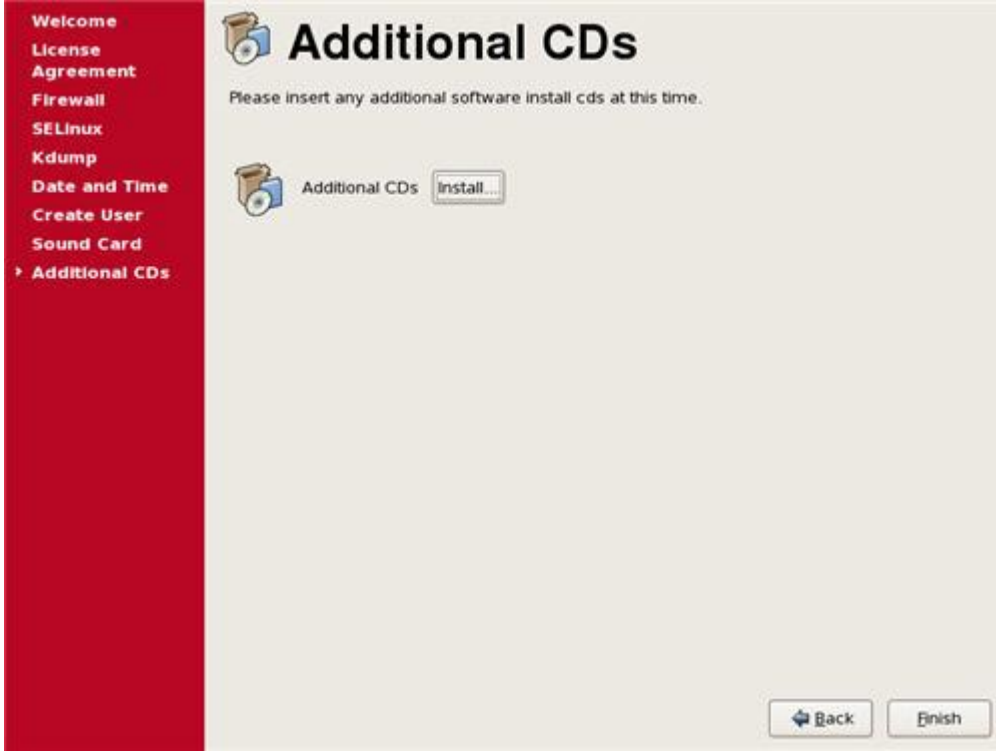 Welcome
License
Agreement
Firewall
SELinux
Kdump
Date and Time
Create User
Sound Card
Additional CDs
Additional CDs
Please insert any additional software install cds at this time.
Additional CDs
Install...
Back
Finish